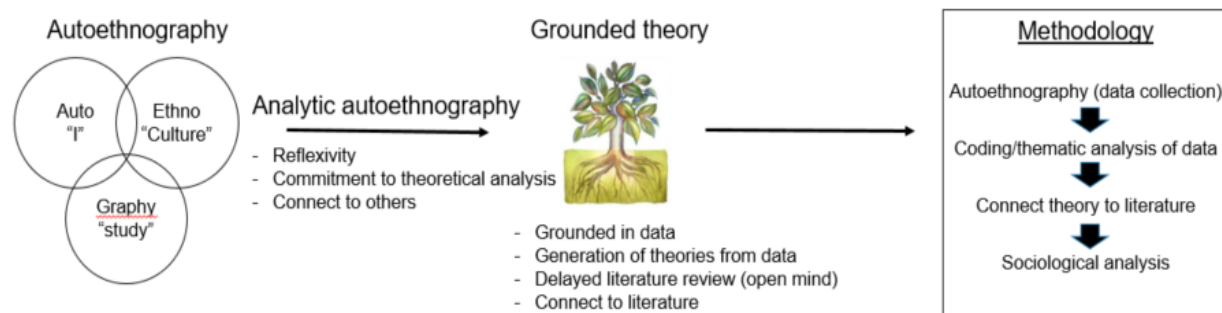 Autoethnography
Auto
"I"
Ethno
"Culture"
Graphy
"study"
Analytic autoethnography
- Reflexivity
- Commitment to theoretical analysis
- Connect to others
Grounded theory
- Grounded in data
- Generation of theories from data
- Delayed literature review (open mind)
- Connect to literature
Methodology
Autoethnography (data collection)
Coding/thematic analysis of data
Connect theory to literature
Sociological analysis